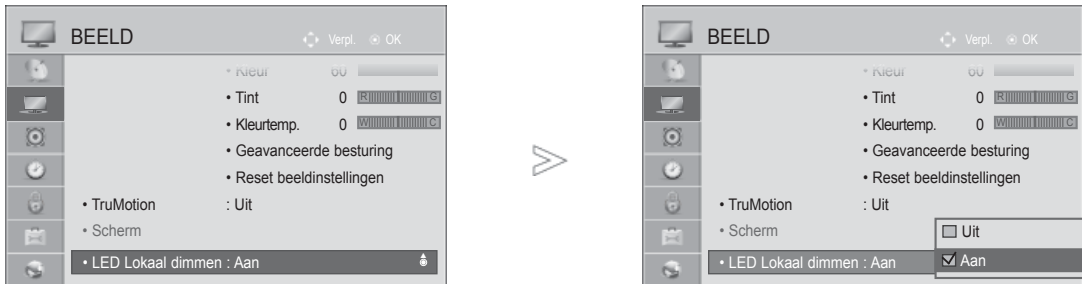 BEELD Verpl. OK
• Kleur 60
• Tint 0 R G
• Kleurtemp. 0 W C
• Geavanceerde besturing
• Reset beeldinstellingen
• TruMotion : Uit
• Scherm
• LED Lokaal dimmen : Aan
BEELD Verpl. OK
• Kleur 60
• Tint 0 R G
• Kleurtemp. 0 W C
• Geavanceerde besturing
• Reset beeldinstellingen
• TruMotion : Uit
• Scherm
• LED Lokaal dimmen : Aan
Uit
Aan